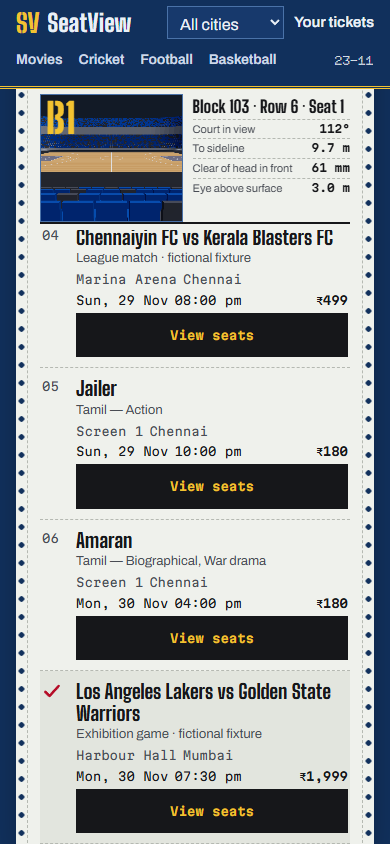 SV SeatView
All cities
Your tickets
Movies Cricket Football Basketball 23–11
B1
Block 103 · Row 6 · Seat 1
Court in view 112°
To sideline 9.7 m
Clear of head in front 61 mm
Eye above surface 3.0 m
04 Chennaiyin FC vs Kerala Blasters FC
League match · fictional fixture
Marina Arena Chennai
Sun, 29 Nov 08:00 pm ₹499
View seats
05 Jailer
Tamil — Action
Screen 1 Chennai
Sun, 29 Nov 10:00 pm ₹180
View seats
06 Amaran
Tamil — Biographical, War drama
Screen 1 Chennai
Mon, 30 Nov 04:00 pm ₹180
View seats
Los Angeles Lakers vs Golden State
Warriors
Exhibition game · fictional fixture
Harbour Hall Mumbai
Mon, 30 Nov 07:30 pm ₹1,999
View seats